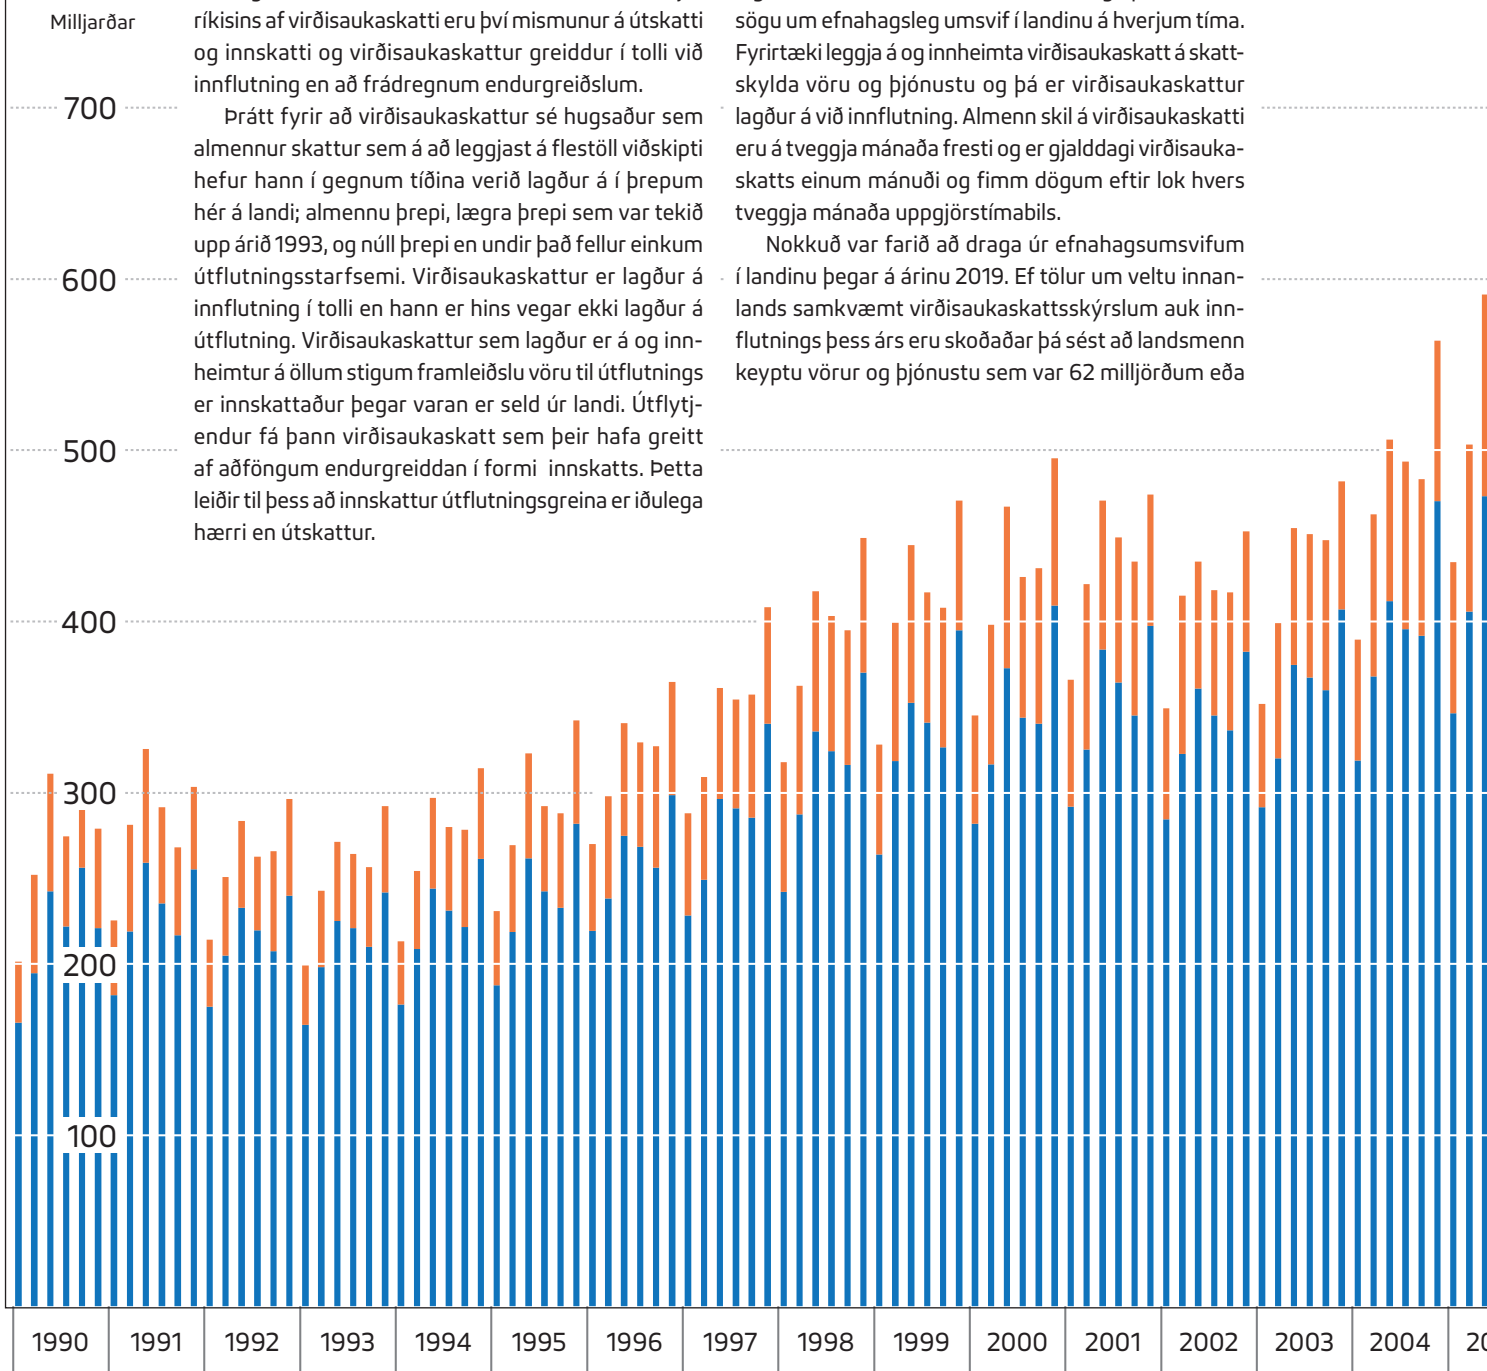 Milljarðar
700
600
500
400
300
200
100
ríkisins af virðisaukaskatti eru því mismunur á útskatti
og innskatti og virðisaukaskattur greiddur í tolli við
innflutning en að frádregnum endurgreiðslum.
Þrátt fyrir að virðisaukaskattur sé hugsaður sem
almennur skattur sem á að leggjast á flestöll viðskipti
hefur hann í gegnum tíðina verið lagður á í þrepum
hér á landi; almennu þrepi, lægra þrepi sem var tekið
upp árið 1993, og núll þrepi en undir það fellur einkum
útflutningsstarfsemi. Virðisaukaskattur er lagður á
innflutning í tolli en hann er hins vegar ekki lagður á
útflutning. Virðisaukaskattur sem lagður er á og inn-
heimtur á öllum stigum framleiðslu vöru til útflutnings
er innskattaður þegar varan er seld úr landi. Útflytj-
endur fá þann virðisaukaskatt sem þeir hafa greitt
af aðföngum endurgreiddan í formi innskatts. Þetta
leiðir til þess að innskattur útflutningsgreina er iðulega
hærri en útskattur.
sögu um efnahagsleg umsvif í landinu á hverjum tíma.
Fyrirtæki leggja á og innheimta virðisaukaskatt á skatt-
skylda vöru og þjónustu og þá er virðisaukaskattur
lagður á við innflutning. Almenn skil á virðisaukaskatti
eru á tveggja mánaða fresti og er gjalddagi virðisauka-
skatts einum mánuði og fimm dögum eftir lok hvers
tveggja mánaða uppgjörstímabils.
Nokkuð var farið að draga úr efnahagsumsvifum
í landinu þegar á árinu 2019. Ef tölur um veltu innan-
lands samkvæmt virðisaukaskattsskýrslum auk inn-
flutnings þess árs eru skoðaðar þá sést að landsmenn
keyptu vörur og þjónustu sem var 62 milljörðum eða
1990 1991 1992 1993 1994 1995 1996 1997 1998 1999 2000 2001 2002 2003 2004